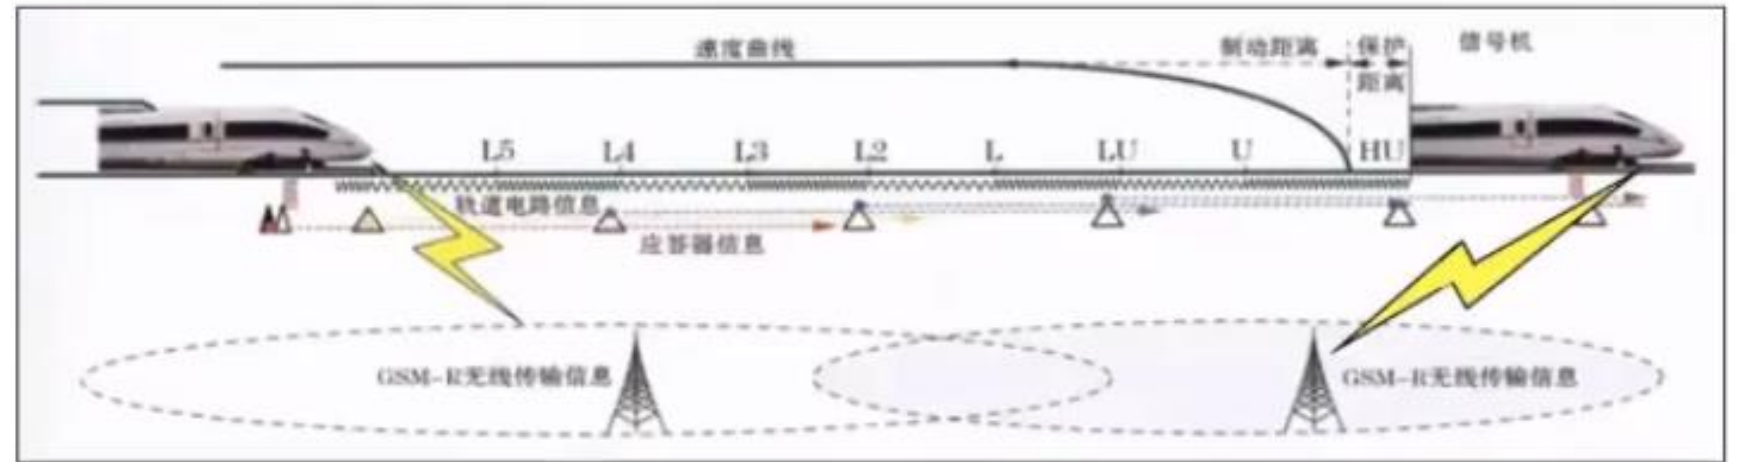 速度曲线
制动距离
保护
距离
信号机
L5
L4
L3
L2
L
LU
U
HU
轨道电路信息
应答器信息
GSM-R无线传输信息
GSM-R无线传输信息